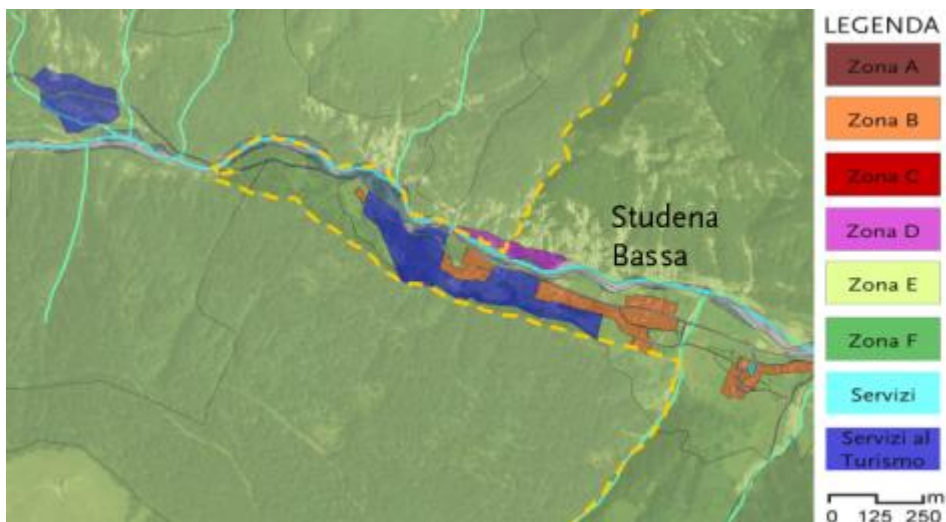 LEGENDA
Zona A
Zona B
Zona C
Zona D
Zona E
Zona F
Servizi
Servizi al
Turismo
Studena
Bassa
m
0 125 250